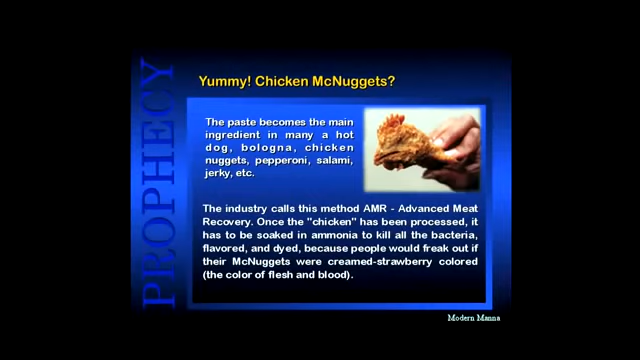 PROPHECY
Yummy! Chicken McNuggets?
The paste becomes the main
ingredient in many a hot
dog, bologna, chicken
nuggets, pepperoni, salami,
jerky, etc.
The industry calls this method AMR - Advanced Meat
Recovery. Once the "chicken" has been processed, it
has to be soaked in ammonia to kill all the bacteria,
flavored, and dyed, because people would freak out if
their McNuggets were creamed-strawberry colored
(the color of flesh and blood).
Modern Manna